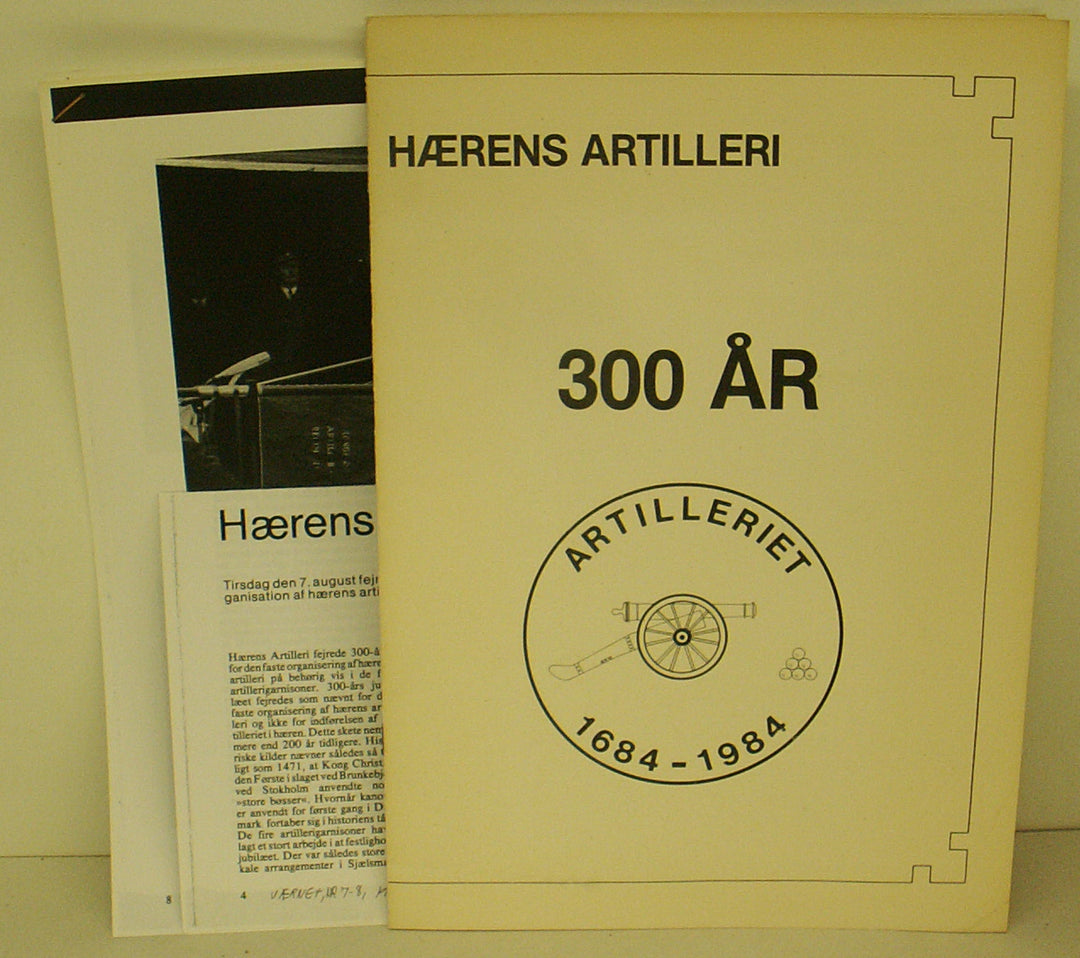 HÆRENS ARTILLERI
300 ÅR
ARTILLERIET
1684-1984
Hærens
Tirsdag den 7. august fejr
ganisation af hærens arti
Hærens Artilleri fejrede 300-å
for den faste organisering af hære
artilleri på behørig vis i de f
artillerigarnisoner. 300-års ju
læet fejredes som nævnt for d
faste organisering af hærens ar
leri og ikke for indførelsen af
tilleriet i hæren. Dette skete nem
mere end 200 år tidligere. His
riske kilder nævner således så t
ligt som 1471, at Kong Christ
den Første i slaget ved Brunkebj
ved Stokholm anvendte no
»store bøsser«. Hvornår kano
er anvendt for første gang i D
mark fortaber sig i historiens tå
De fire artillerigarnisoner ha
lagt et stort arbejde i at festligho
jubilæet. Der var således store
kale arrangementer i Sjælsm
4 VÆRNET, NR 7-8,
8